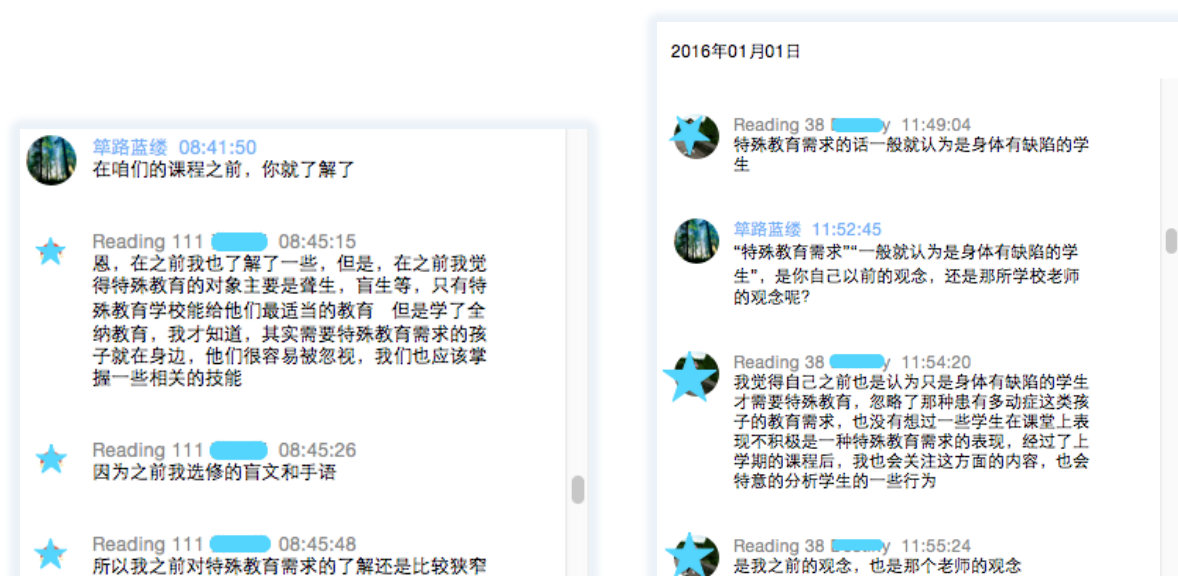 筚路蓝缕 08:41:50
在咱们的课程之前，你就了解了
Reading 111 08:45:15
恩，在之前我也了解了一些，但是，在之前我觉
得特殊教育的对象主要是聋生，盲生等，只有特
殊教育学校能给他们最适当的教育 但是学了全
纳教育，我才知道，其实需要特殊教育需求的孩
子就在身边，他们很容易被忽视，我们也应该掌
握一些相关的技能
Reading 111 08:45:26
因为之前我选修的盲文和手语
Reading 111 08:45:48
所以我之前对特殊教育需求的了解还是比较狭窄
2016年01月01日
Reading 38 y 11:49:04
特殊教育需求的话一般就认为是身体有缺陷的学
生
筚路蓝缕 11:52:45
“特殊教育需求”“一般就认为是身体有缺陷的学
生”，是你自己以前的观念，还是那所学校老师
的观念呢?
Reading 38 y 11:54:20
我觉得自己之前也是认为只是身体有缺陷的学生
才需要特殊教育，忽略了那种患有多动症这类孩
子的教育需求，也没有想过一些学生在课堂上表
现不积极是一种特殊教育需求的表现，经过了上
学期的课程后，我也会关注这方面的内容，也会
特意的分析学生的一些行为
Reading 38 y 11:55:24
是我之前的观念，也是那个老师的观念